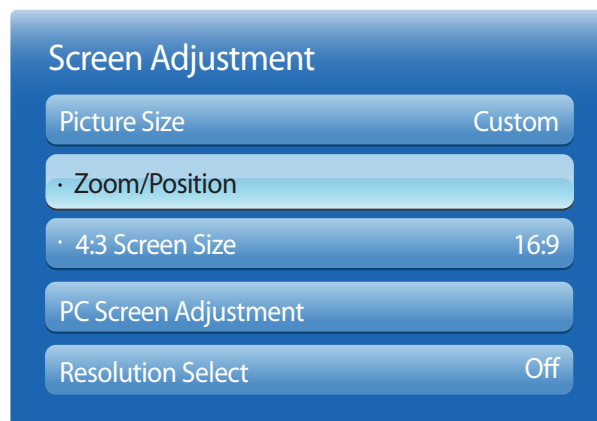 Screen Adjustment
Picture Size Custom
· Zoom/Position
· 4:3 Screen Size 16:9
PC Screen Adjustment
Resolution Select Off